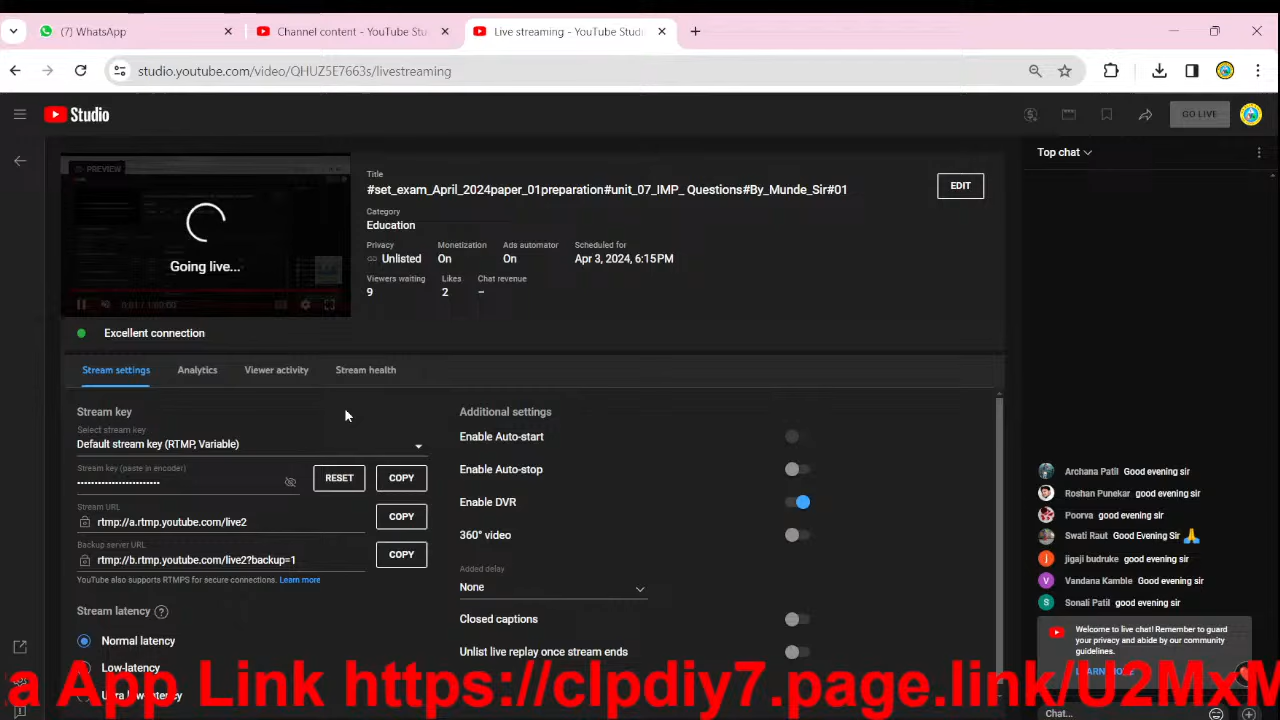 (7) WhatsApp
Channel content - YouTube Stu
Live streaming - YouTube Studi
studio.youtube.com/video/QHUZ5E7663s/livestreaming
Studio
GO LIVE
PREVIEW
Going live...
0:01 / 1:00:00
Title
#set_exam_April_2024paper_01preparation#unit_07_IMP_ Questions#By_Munde_Sir#01
EDIT
Category
Education
Privacy Monetization Ads automator Scheduled for
Unlisted On On Apr 3, 2024, 6:15 PM
Viewers waiting Likes Chat revenue
9 2 –
Excellent connection
Stream settings Analytics Viewer activity Stream health
Stream key
Select stream key
Default stream key (RTMP, Variable)
Stream key (paste in encoder)
••••••••••••••••••••••••
RESET COPY
Stream URL
rtmp://a.rtmp.youtube.com/live2
COPY
Backup server URL
rtmp://b.rtmp.youtube.com/live2?backup=1
COPY
YouTube also supports RTMPS for secure connections. Learn more
Stream latency
Normal latency
Low-latency
Additional settings
Enable Auto-start
Enable Auto-stop
Enable DVR
360° video
Added delay
None
Closed captions
Unlist live replay once stream ends
Top chat
Archana Patil Good evening sir
Roshan Punekar good evening sir
Poorva good evening sir
Swati Raut Good Evening Sir 🙏
jigaji budruke good evening sir
Vandana Kamble Good evening sir
Sonali Patil good evening sir
Welcome to live chat! Remember to guard
your privacy and abide by our community
guidelines.
Chat...
a App Link https://clpdiy7.page.link/U2MxM